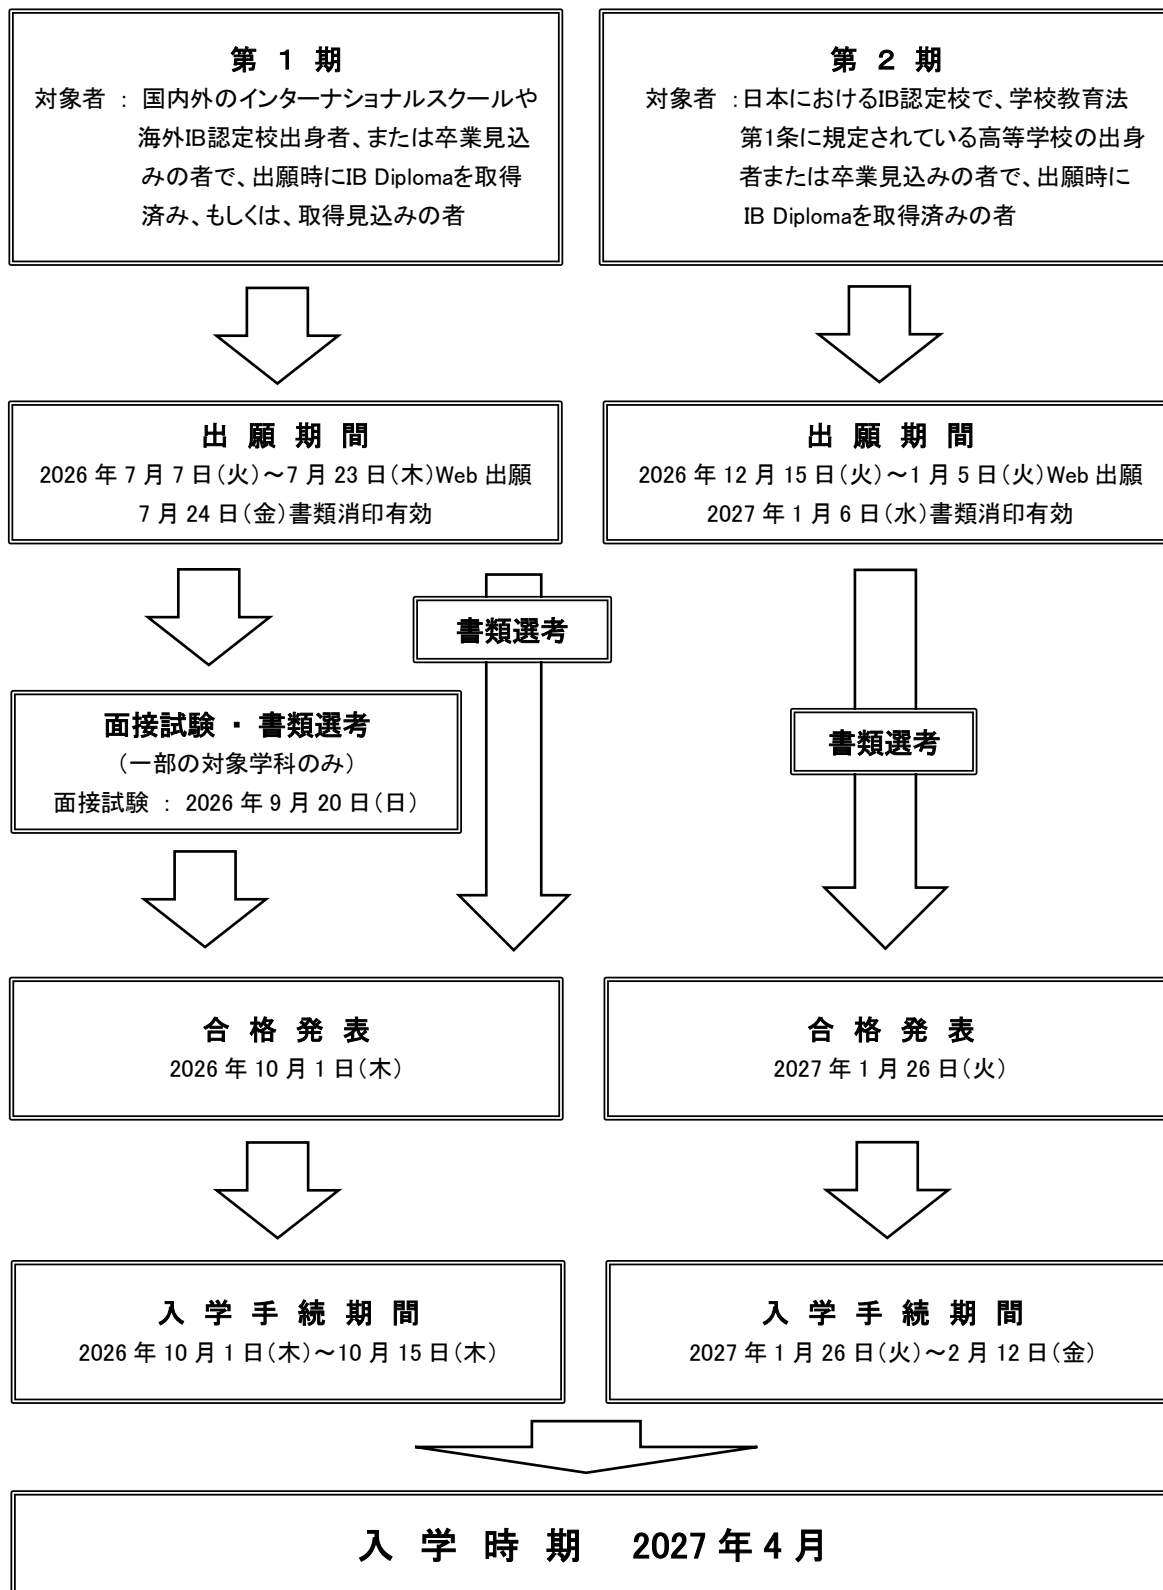 第 1 期
対象者 : 国内外のインターナショナルスクールや
海外IB認定校出身者、または卒業見込
みの者で、出願時にIB Diplomaを取得
済み、もしくは、取得見込みの者
第 2 期
対象者 :日本におけるIB認定校で、学校教育法
第1条に規定されている高等学校の出身
者または卒業見込みの者で、出願時に
IB Diplomaを取得済みの者
出 願 期 間
2026 年 7 月 7 日(火)～7 月 23 日(木)Web 出願
7 月 24 日(金)書類消印有効
出 願 期 間
2026 年 12 月 15 日(火)～1 月 5 日(火)Web 出願
2027 年 1 月 6 日(水)書類消印有効
書類選考
面接試験 ・ 書類選考
(一部の対象学科のみ)
面接試験 : 2026 年 9 月 20 日(日)
書類選考
合 格 発 表
2026 年 10 月 1 日(木)
合 格 発 表
2027 年 1 月 26 日(火)
入 学 手 続 期 間
2026 年 10 月 1 日(木)～10 月 15 日(木)
入 学 手 続 期 間
2027 年 1 月 26 日(火)～2 月 12 日(金)
入 学 時 期 2027 年 4 月